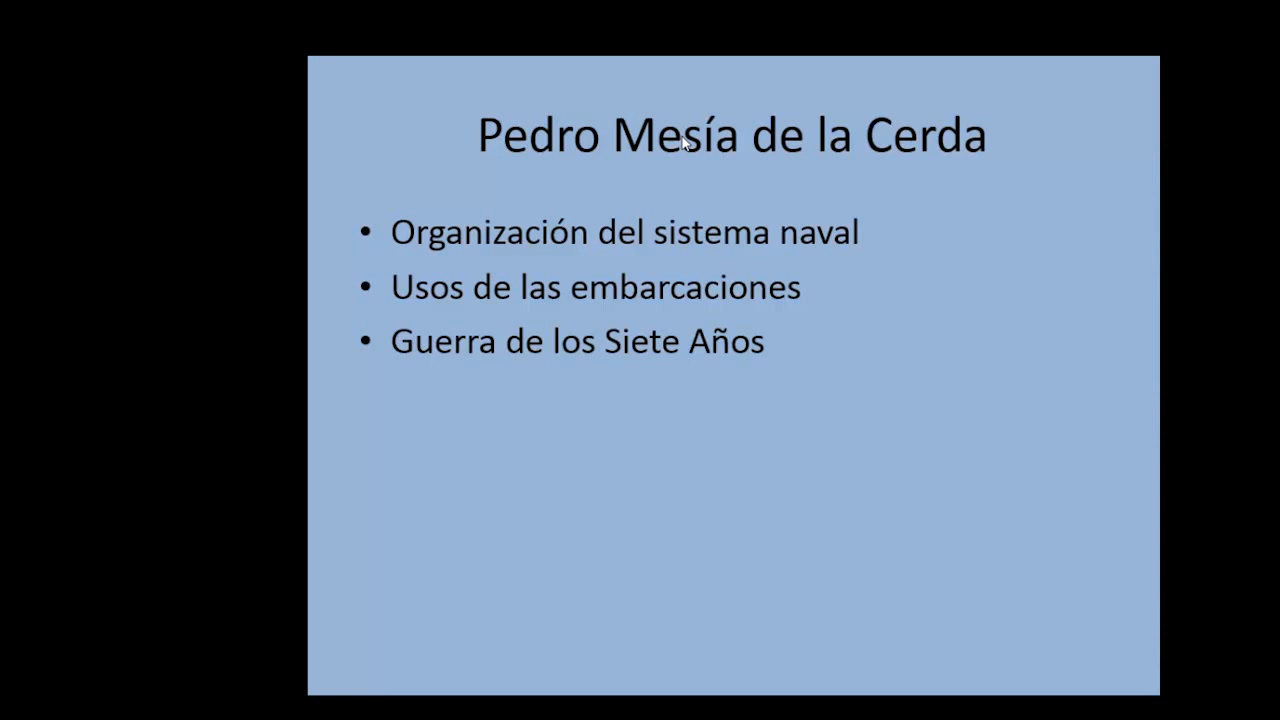 Pedro Mesía de la Cerda
• Organización del sistema naval
• Usos de las embarcaciones
• Guerra de los Siete Años